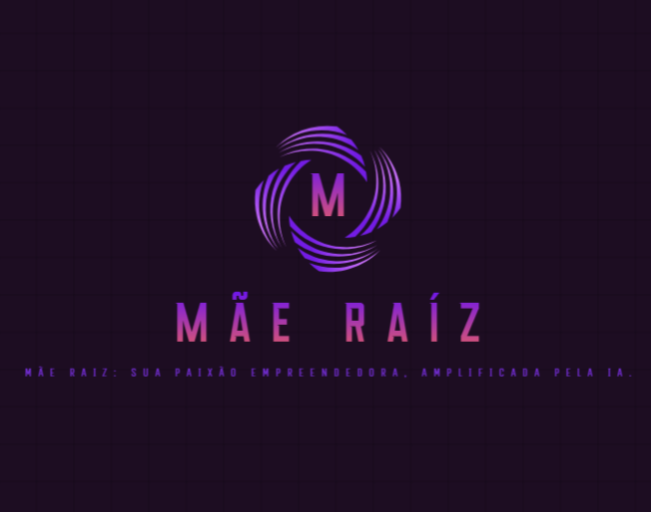 M
MÃE RAÍZ
MÃE RAIZ: SUA PAIXÃO EMPREENDEDORA, AMPLIFICADA PELA IA.